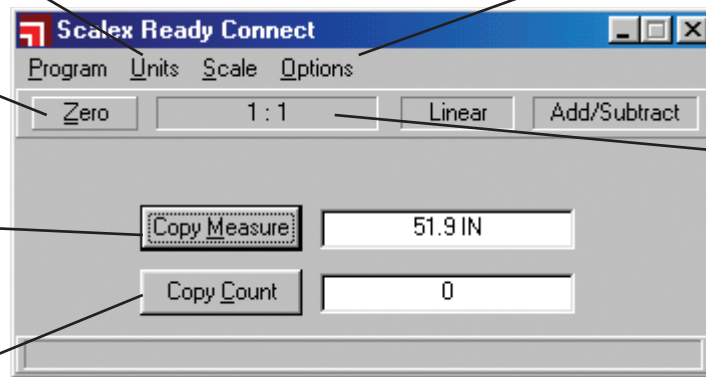 Scalex Ready Connect
Program Units Scale Options
Zero 1 : 1 Linear Add/Subtract
Copy Measure 51.9 IN
Copy Count 0